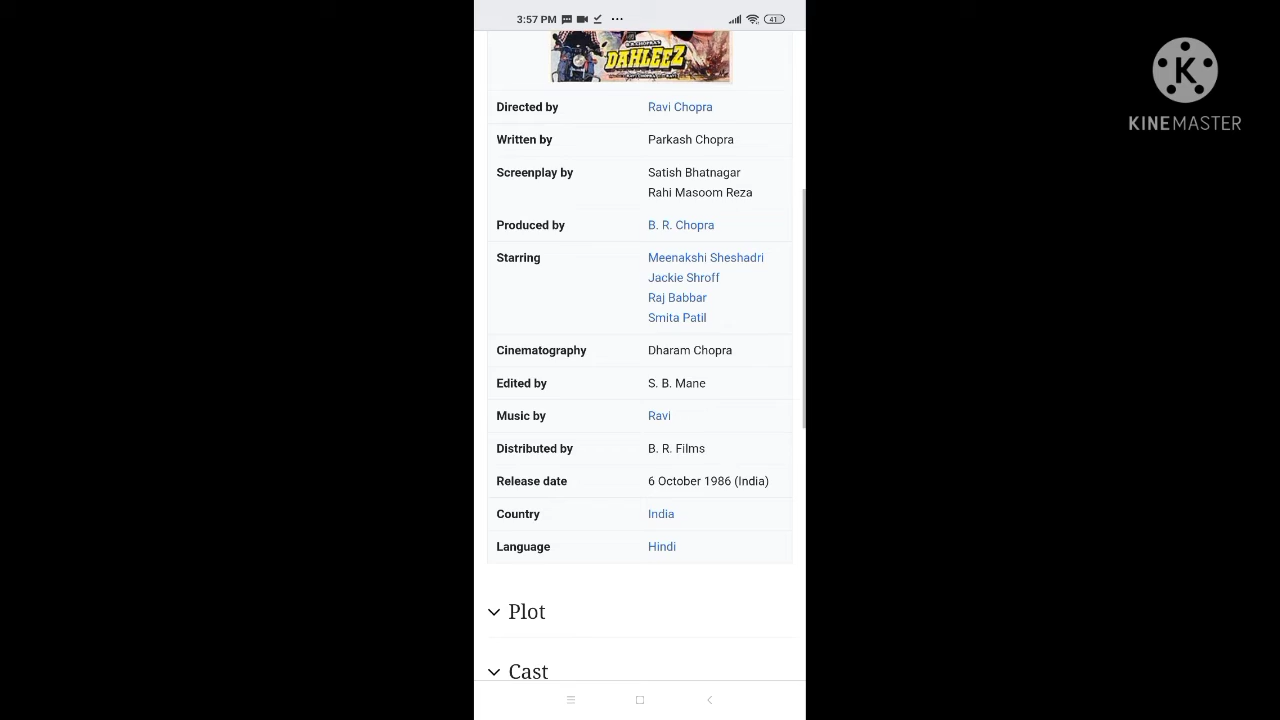 3:57 PM
41
DAHLEEZ
Directed by Ravi Chopra
Written by Parkash Chopra
Screenplay by Satish Bhatnagar
Rahi Masoom Reza
Produced by B. R. Chopra
Starring Meenakshi Sheshadri
Jackie Shroff
Raj Babbar
Smita Patil
Cinematography Dharam Chopra
Edited by S. B. Mane
Music by Ravi
Distributed by B. R. Films
Release date 6 October 1986 (India)
Country India
Language Hindi
Plot
Cast
K
KINEMASTER